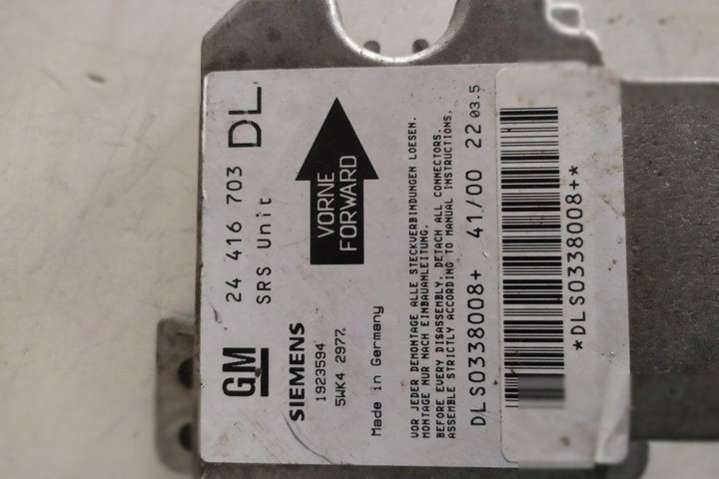 GM 24 416 703 DL
SIEMENS SRS Unit
1923594
5WK4 2977
VORNE
FORWARD
Made in Germany
VOR JEDER DEMONTAGE ALLE STECKVERBINDUNGEN LOESEN.
MONTAGE NUR NACH EINBAUANLEITUNG.
BEFORE EVERY DISASSEMBLY, DETACH ALL CONNECTORS.
ASSEMBLE STRICTLY ACCORDING TO MANUAL INSTRUCTIONS.
DLS0338008+ 41/00 22 03.5
*DLS0338008+*